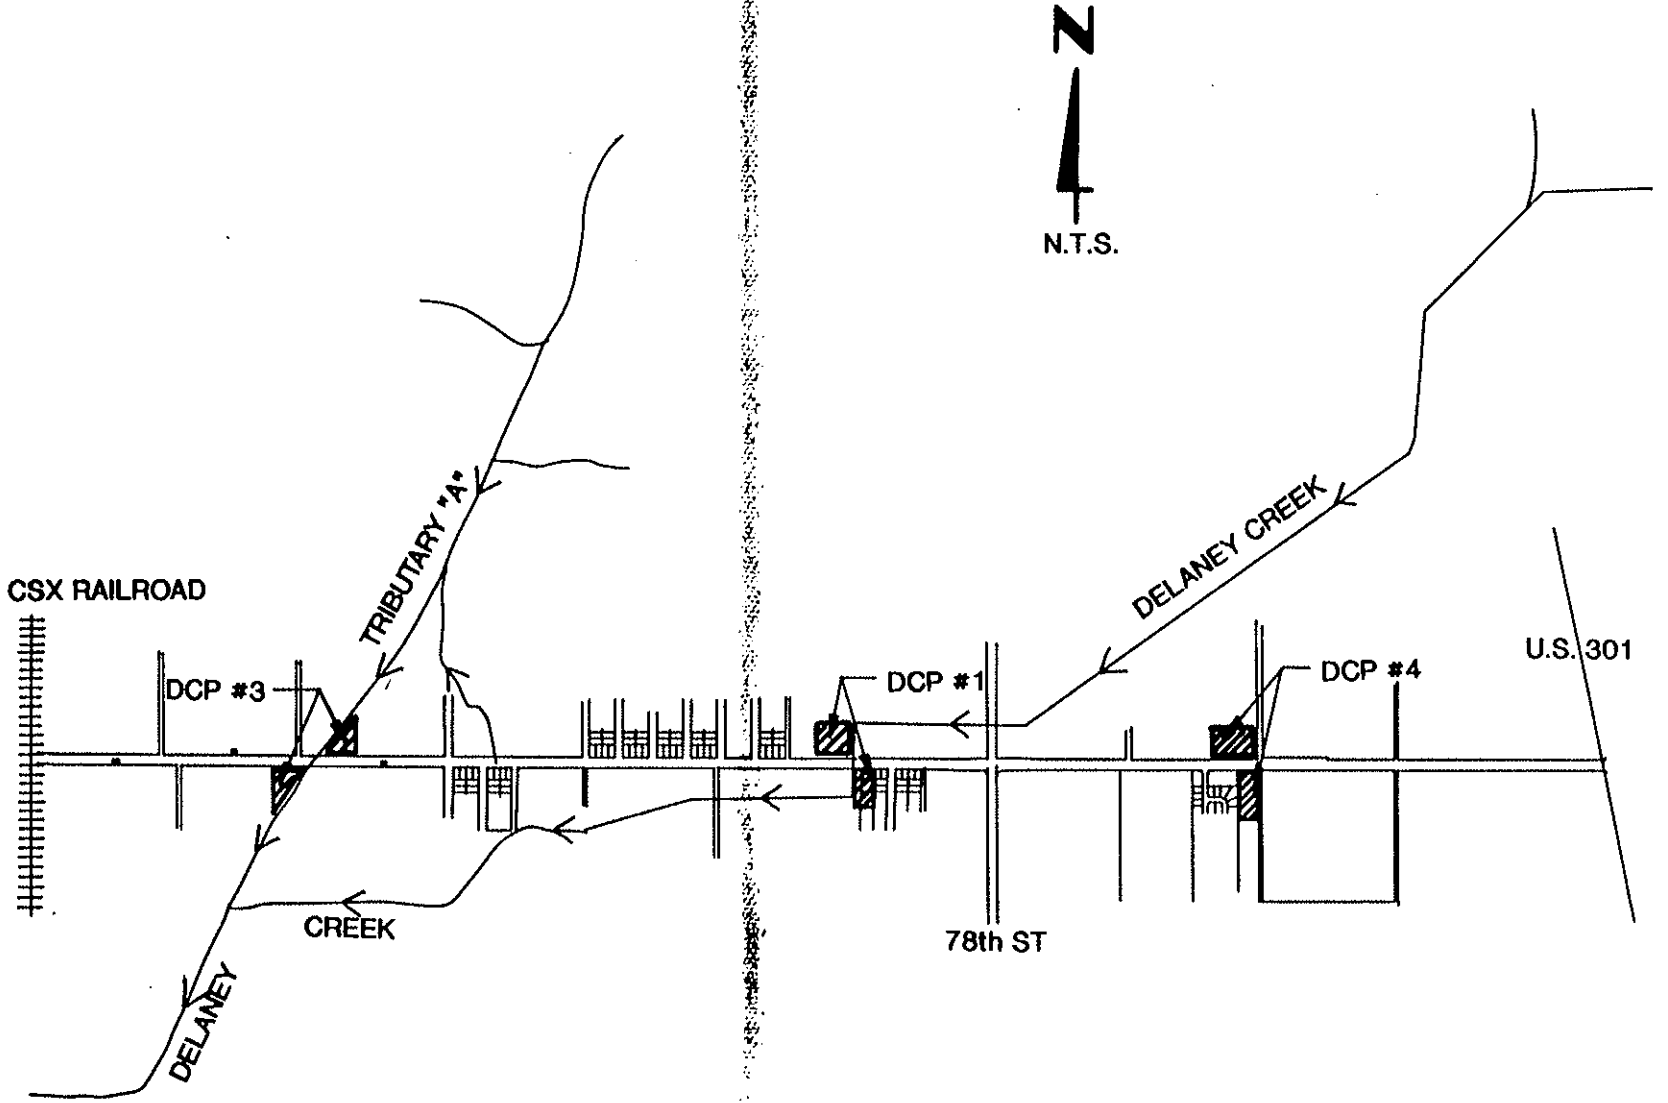 N
N.T.S.
TRIBUTARY "A"
DELANEY CREEK
CSX RAILROAD
U.S. 301
DCP #3
DCP #1
DCP #4
CREEK
78th ST
DELANEY